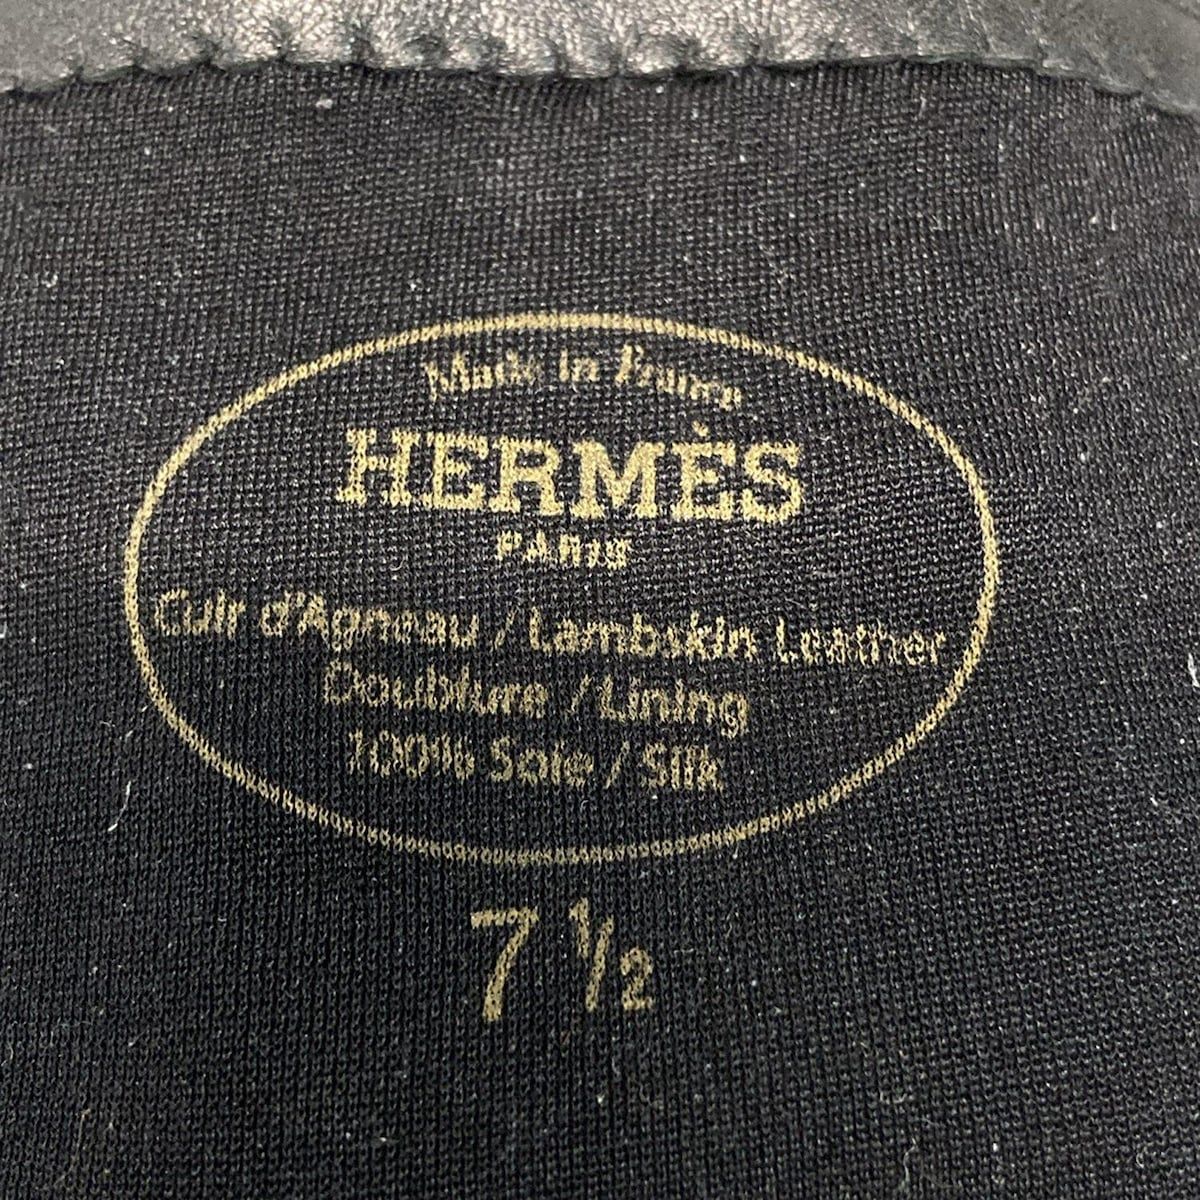 Made in France
HERMÈS
PARIS
Cuir d'Agneau / Lambskin Leather
Doublure / Lining
100% Soie / Silk
7 1/2